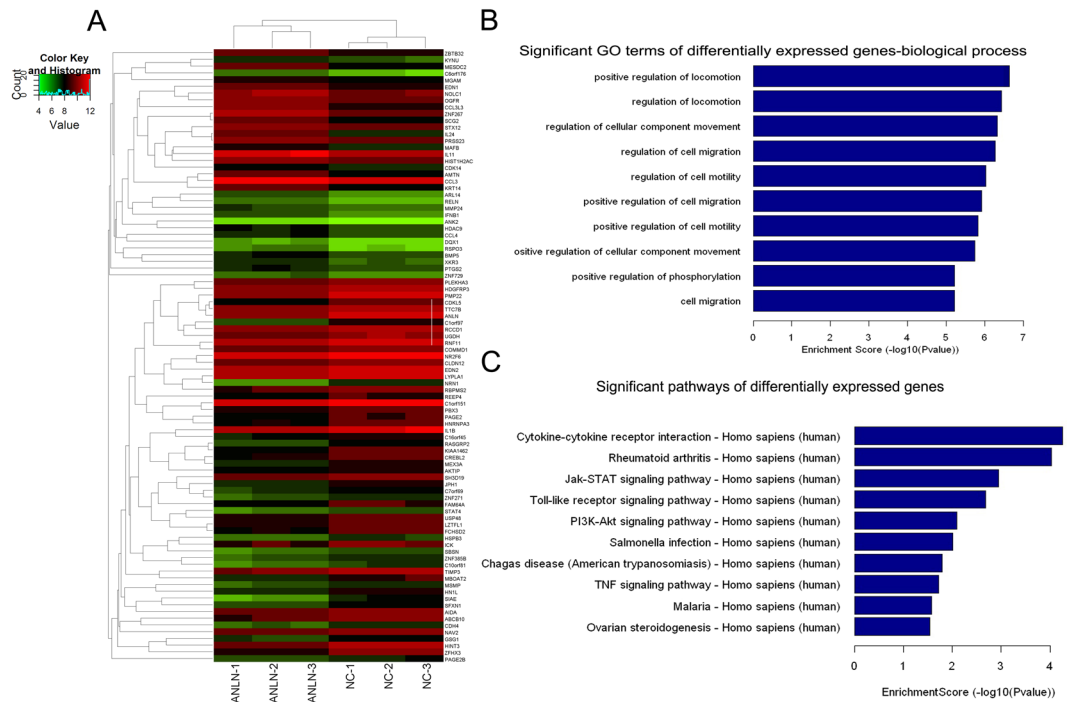 A
Color Key
and Histogram
Count
0 20
4 6 8 10 12
Value
ZBTB32
KYNU
MESDC2
C6orf176
MGAM
EDN1
NOLC1
OGFR
CCL3L3
ZNF267
SCG2
STX12
IL24
PRSS23
MAFB
IL11
HIST1H2AC
CDK14
AMTN
CCL3
KRT14
ARL14
RELN
MMP24
IFNB1
ANK2
HDAC9
CCL4
DQX1
RSPO3
BMP5
XKR3
PTGS2
ZNF729
PLEKHA3
HDGFRP3
PMP22
CDKL5
TTC7B
ANLN
C1orf97
RCCD1
UGDH
RNF11
COMMD1
NR2F6
CLDN12
EDN2
LYPLA1
NRN1
RBPMS2
REEP4
C1orf151
PBX3
PAGE2
HNRNPA3
IL1B
C16orf45
RASGRP2
KIAA1462
CREBL2
MEX3A
AKTIP
SH3D19
JPH1
C7orf69
ZNF271
FAM64A
STAT4
USP46
LZTFL1
FCHSD2
HSPB3
ICK
SBSN
ZNF385B
C10orf81
TIMP3
MBOAT2
MSMP
HN1L
SIAE
SFXN1
AIDA
ABCB10
CDH4
NAV2
GSG1
HINT3
ZFHX3
PAGE2B
ANLN-1
ANLN-2
ANLN-3
NC-1
NC-2
NC-3
B
Significant GO terms of differentially expressed genes-biological process
positive regulation of locomotion
regulation of locomotion
regulation of cellular component movement
regulation of cell migration
regulation of cell motility
positive regulation of cell migration
positive regulation of cell motility
ositive regulation of cellular component movement
positive regulation of phosphorylation
cell migration
0 1 2 3 4 5 6 7
Enrichment Score (-log10(Pvalue))
C
Significant pathways of differentially expressed genes
Cytokine-cytokine receptor interaction - Homo sapiens (human)
Rheumatoid arthritis - Homo sapiens (human)
Jak-STAT signaling pathway - Homo sapiens (human)
Toll-like receptor signaling pathway - Homo sapiens (human)
PI3K-Akt signaling pathway - Homo sapiens (human)
Salmonella infection - Homo sapiens (human)
Chagas disease (American trypanosomiasis) - Homo sapiens (human)
TNF signaling pathway - Homo sapiens (human)
Malaria - Homo sapiens (human)
Ovarian steroidogenesis - Homo sapiens (human)
0 1 2 3 4
EnrichmentScore (-log10(Pvalue))